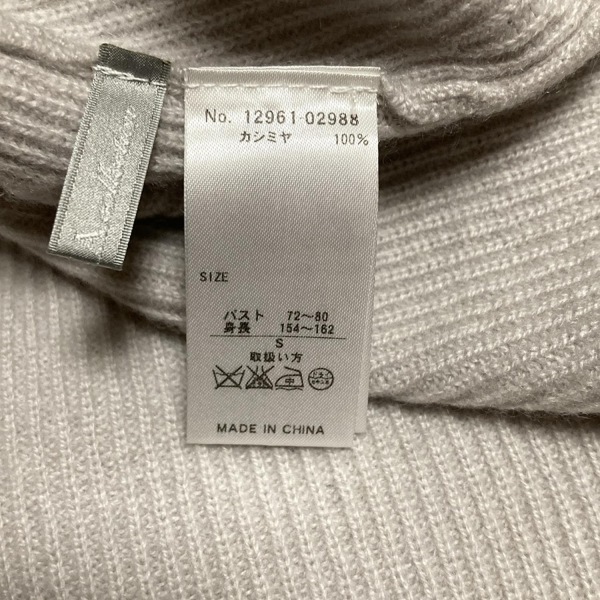 No. 12961-02988
カシミヤ 100%
SIZE
バスト 72〜80
身長 154〜162
S
取扱い方
中
MADE IN CHINA